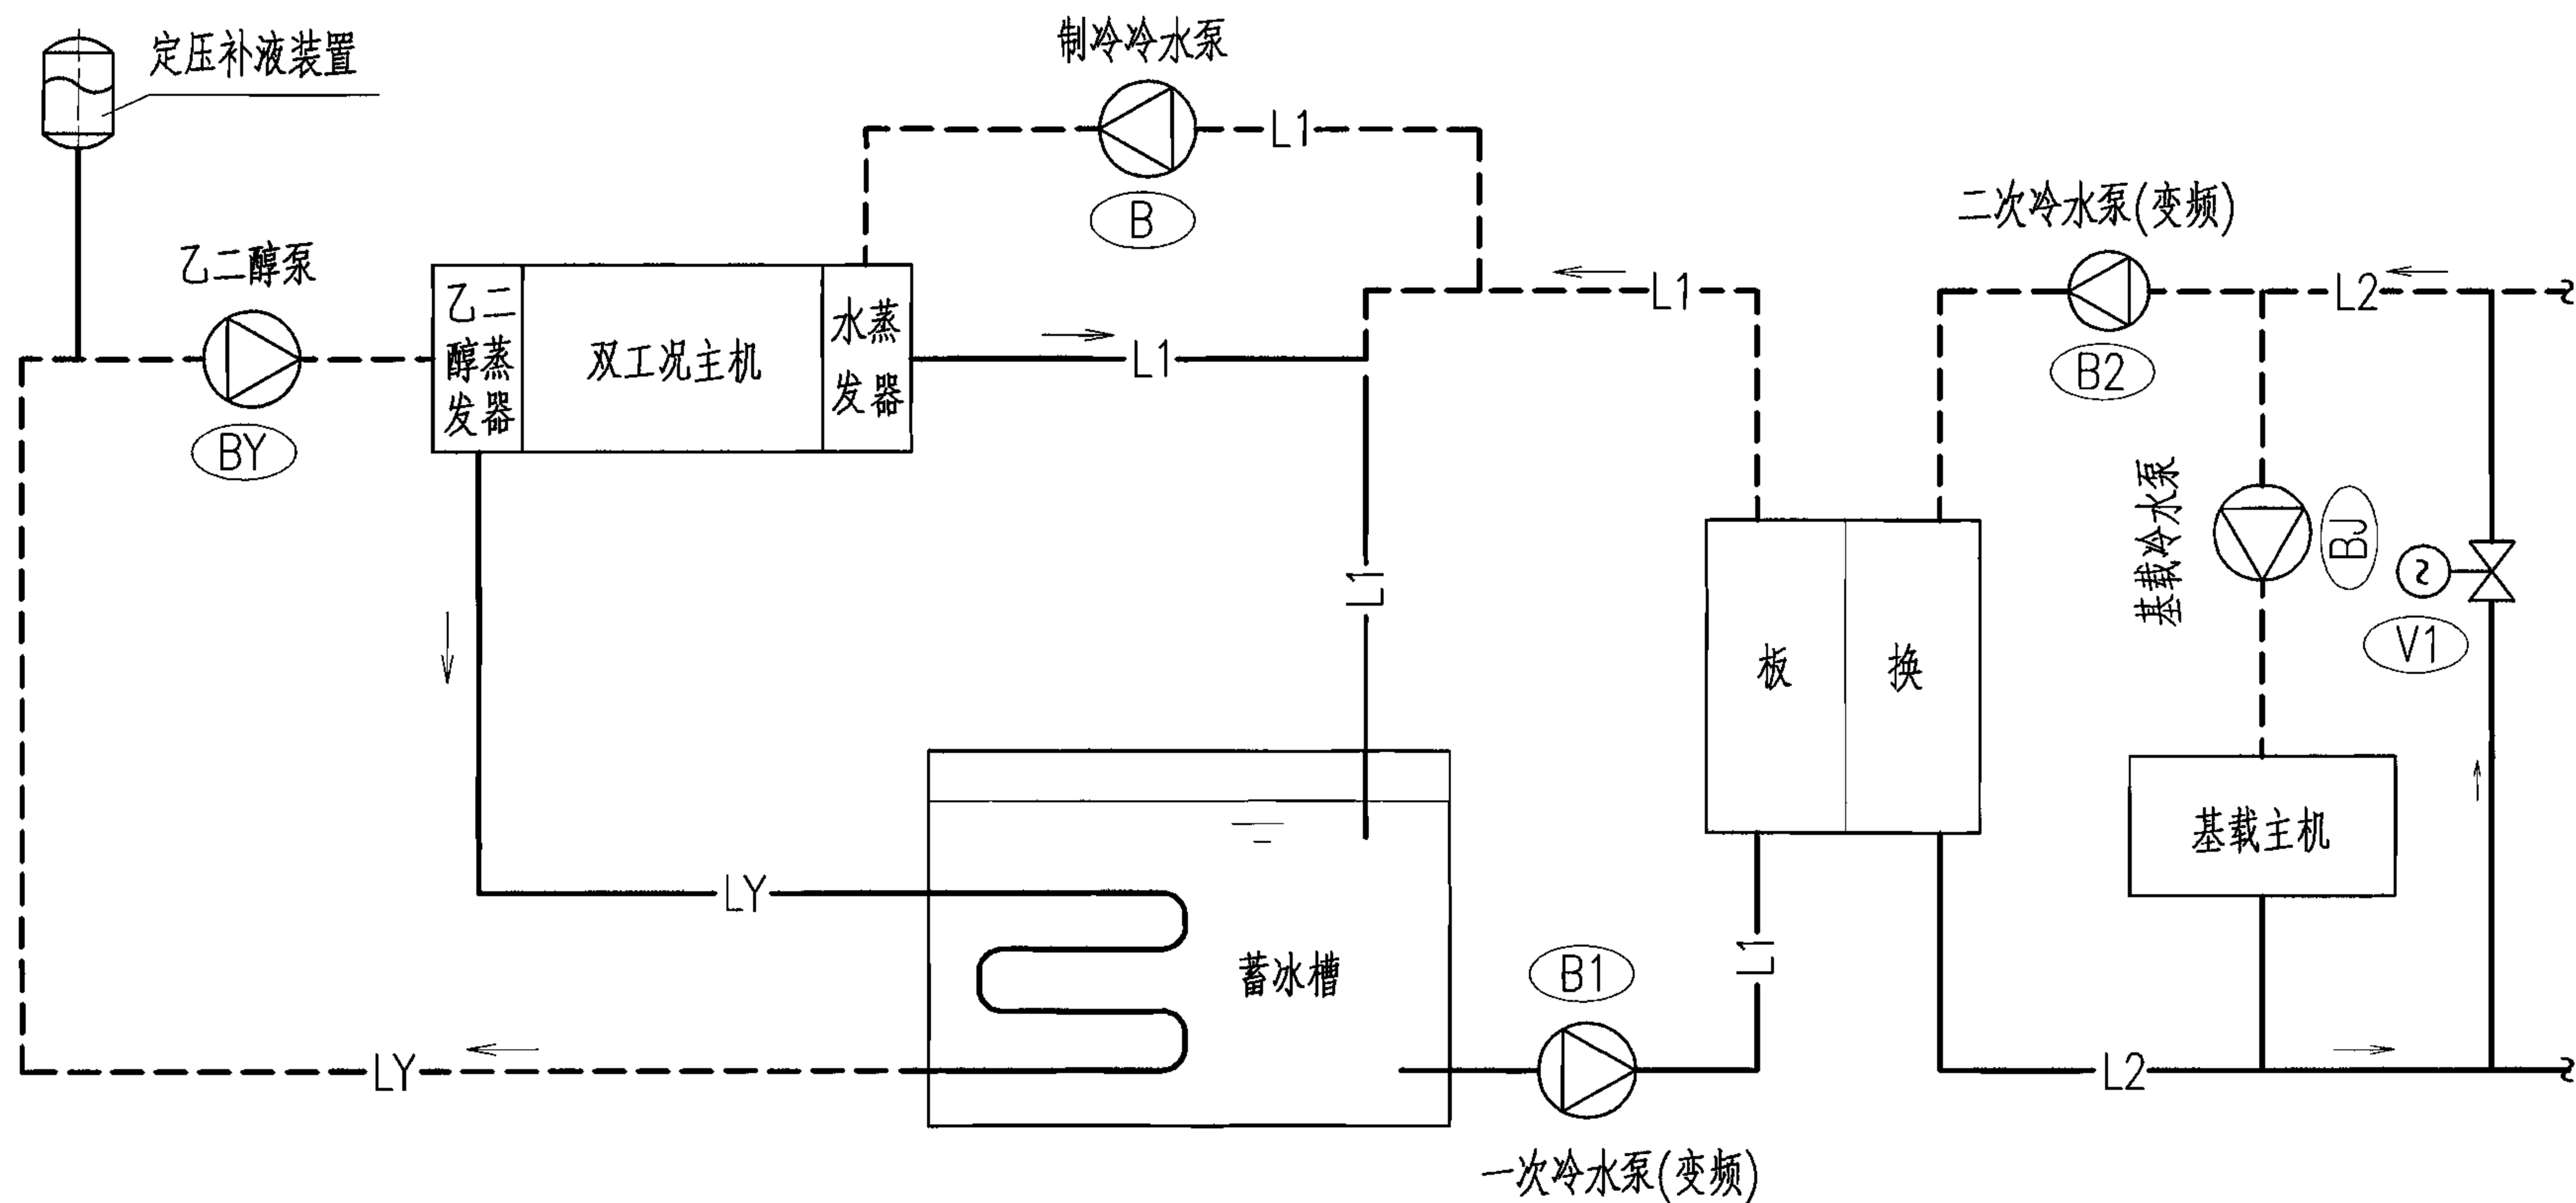 定压补液装置
制冷冷水泵
L1
B
二次冷水泵(变频)
乙二醇泵
L1
L2
乙二
醇蒸
发器
双工况主机
水蒸
发器
L1
B2
BY
基载冷水泵
BJ
L1
V1
板
换
基载主机
LY
蓄冰槽
B1
L1
LY
L2
一次冷水泵(变频)